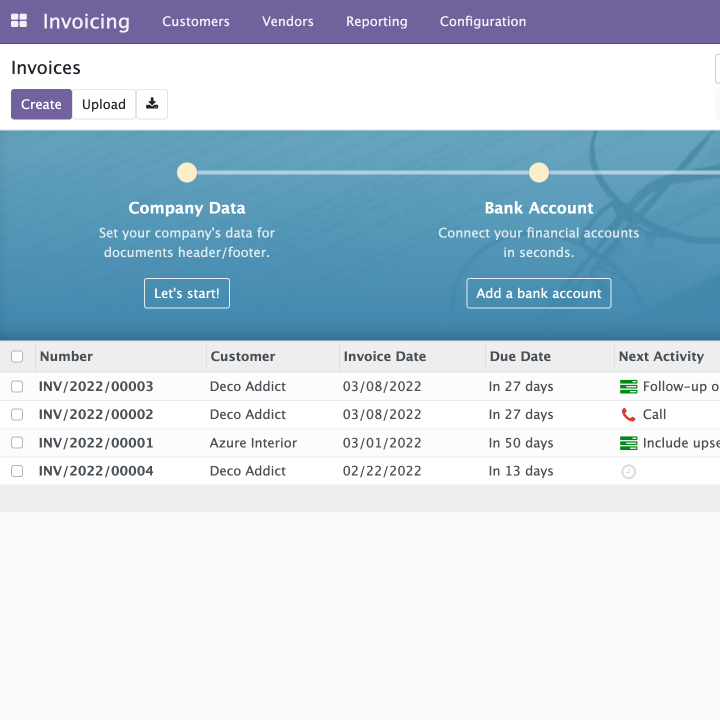 Invoicing Customers Vendors Reporting Configuration
Invoices
Create Upload
Company Data
Set your company's data for
documents header/footer.
Let's start!
Bank Account
Connect your financial accounts
in seconds.
Add a bank account
Number Customer Invoice Date Due Date Next Activity
INV/2022/00003 Deco Addict 03/08/2022 In 27 days Follow-up o
INV/2022/00002 Deco Addict 03/08/2022 In 27 days Call
INV/2022/00001 Azure Interior 03/01/2022 In 50 days Include upse
INV/2022/00004 Deco Addict 02/22/2022 In 13 days